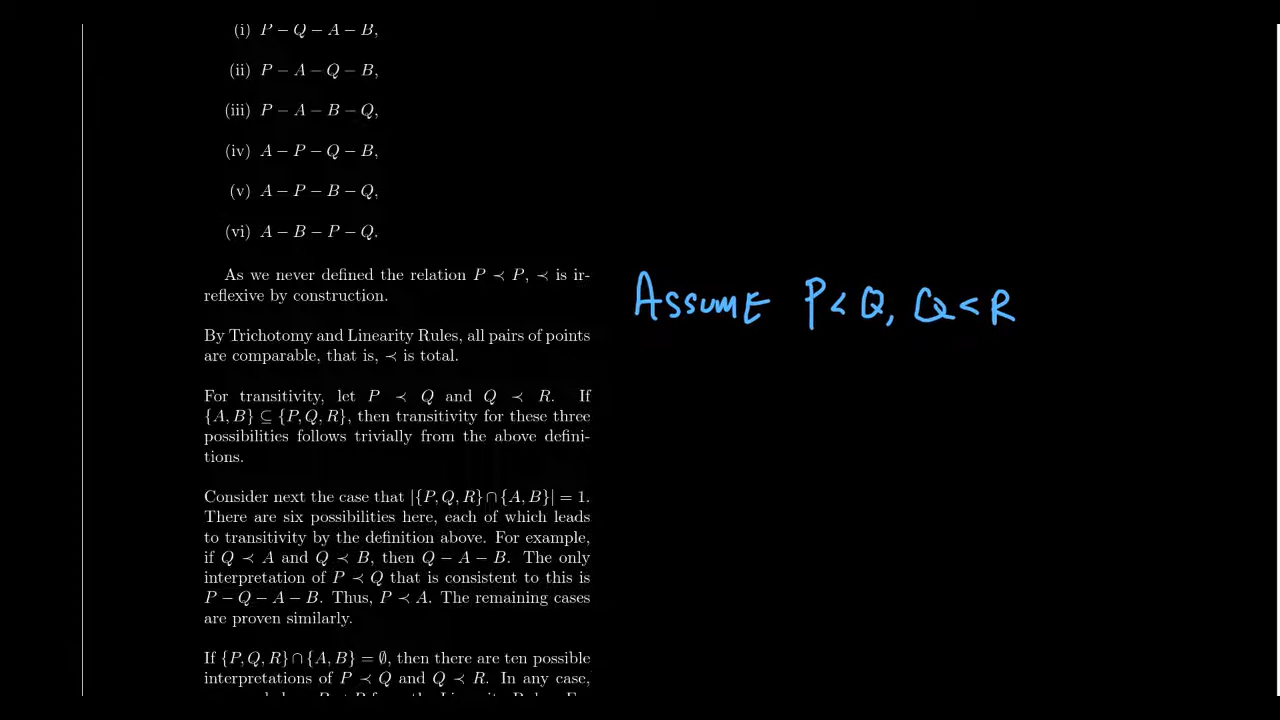 (i) P − Q − A − B,
(ii) P − A − Q − B,
(iii) P − A − B − Q,
(iv) A − P − Q − B,
(v) A − P − B − Q,
(vi) A − B − P − Q.
As we never defined the relation P ≺ P, ≺ is ir-
reflexive by construction.
ASSUME P < Q, Q < R
By Trichotomy and Linearity Rules, all pairs of points
are comparable, that is, ≺ is total.
For transitivity, let P ≺ Q and Q ≺ R. If
{A, B} ⊆ {P, Q, R}, then transitivity for these three
possibilities follows trivially from the above defini-
tions.
Consider next the case that |{P, Q, R} ∩ {A, B}| = 1.
There are six possibilities here, each of which leads
to transitivity by the definition above. For example,
if Q ≺ A and Q ≺ B, then Q − A − B. The only
interpretation of P ≺ Q that is consistent to this is
P − Q − A − B. Thus, P ≺ A. The remaining cases
are proven similarly.
If {P, Q, R} ∩ {A, B} = ∅, then there are ten possible
interpretations of P ≺ Q and Q ≺ R. In any case,